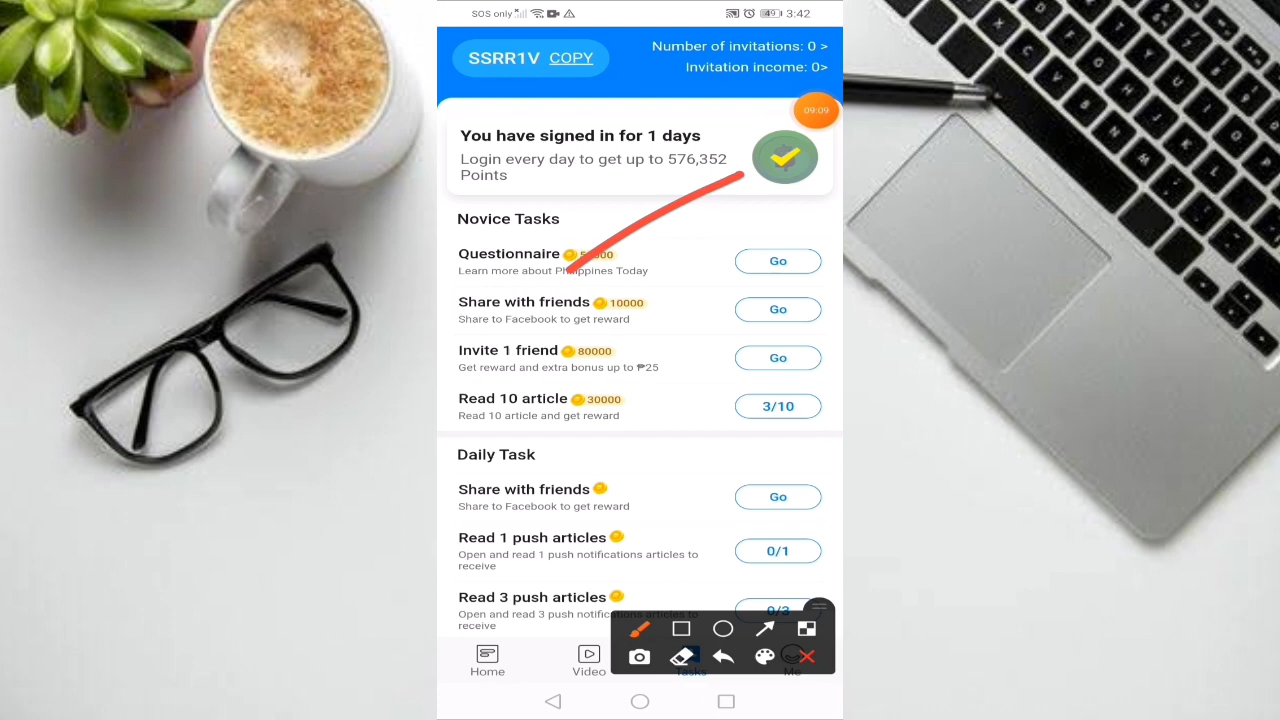 SOS only 49 3:42
SSRR1V COPY
Number of invitations: 0 >
Invitation income: 0>
09:09
You have signed in for 1 days
Login every day to get up to 576,352
Points
Novice Tasks
Questionnaire
Learn more about Philippines Today
Go
Share with friends 10000
Share to Facebook to get reward
Go
Invite 1 friend 80000
Get reward and extra bonus up to ₱25
Go
Read 10 article 30000
Read 10 article and get reward
3/10
Daily Task
Share with friends
Share to Facebook to get reward
Go
Read 1 push articles
Open and read 1 push notifications articles to
receive
0/1
Read 3 push articles
Open and read 3 push notifications articles to
receive
0/3
Home Video Tasks Me